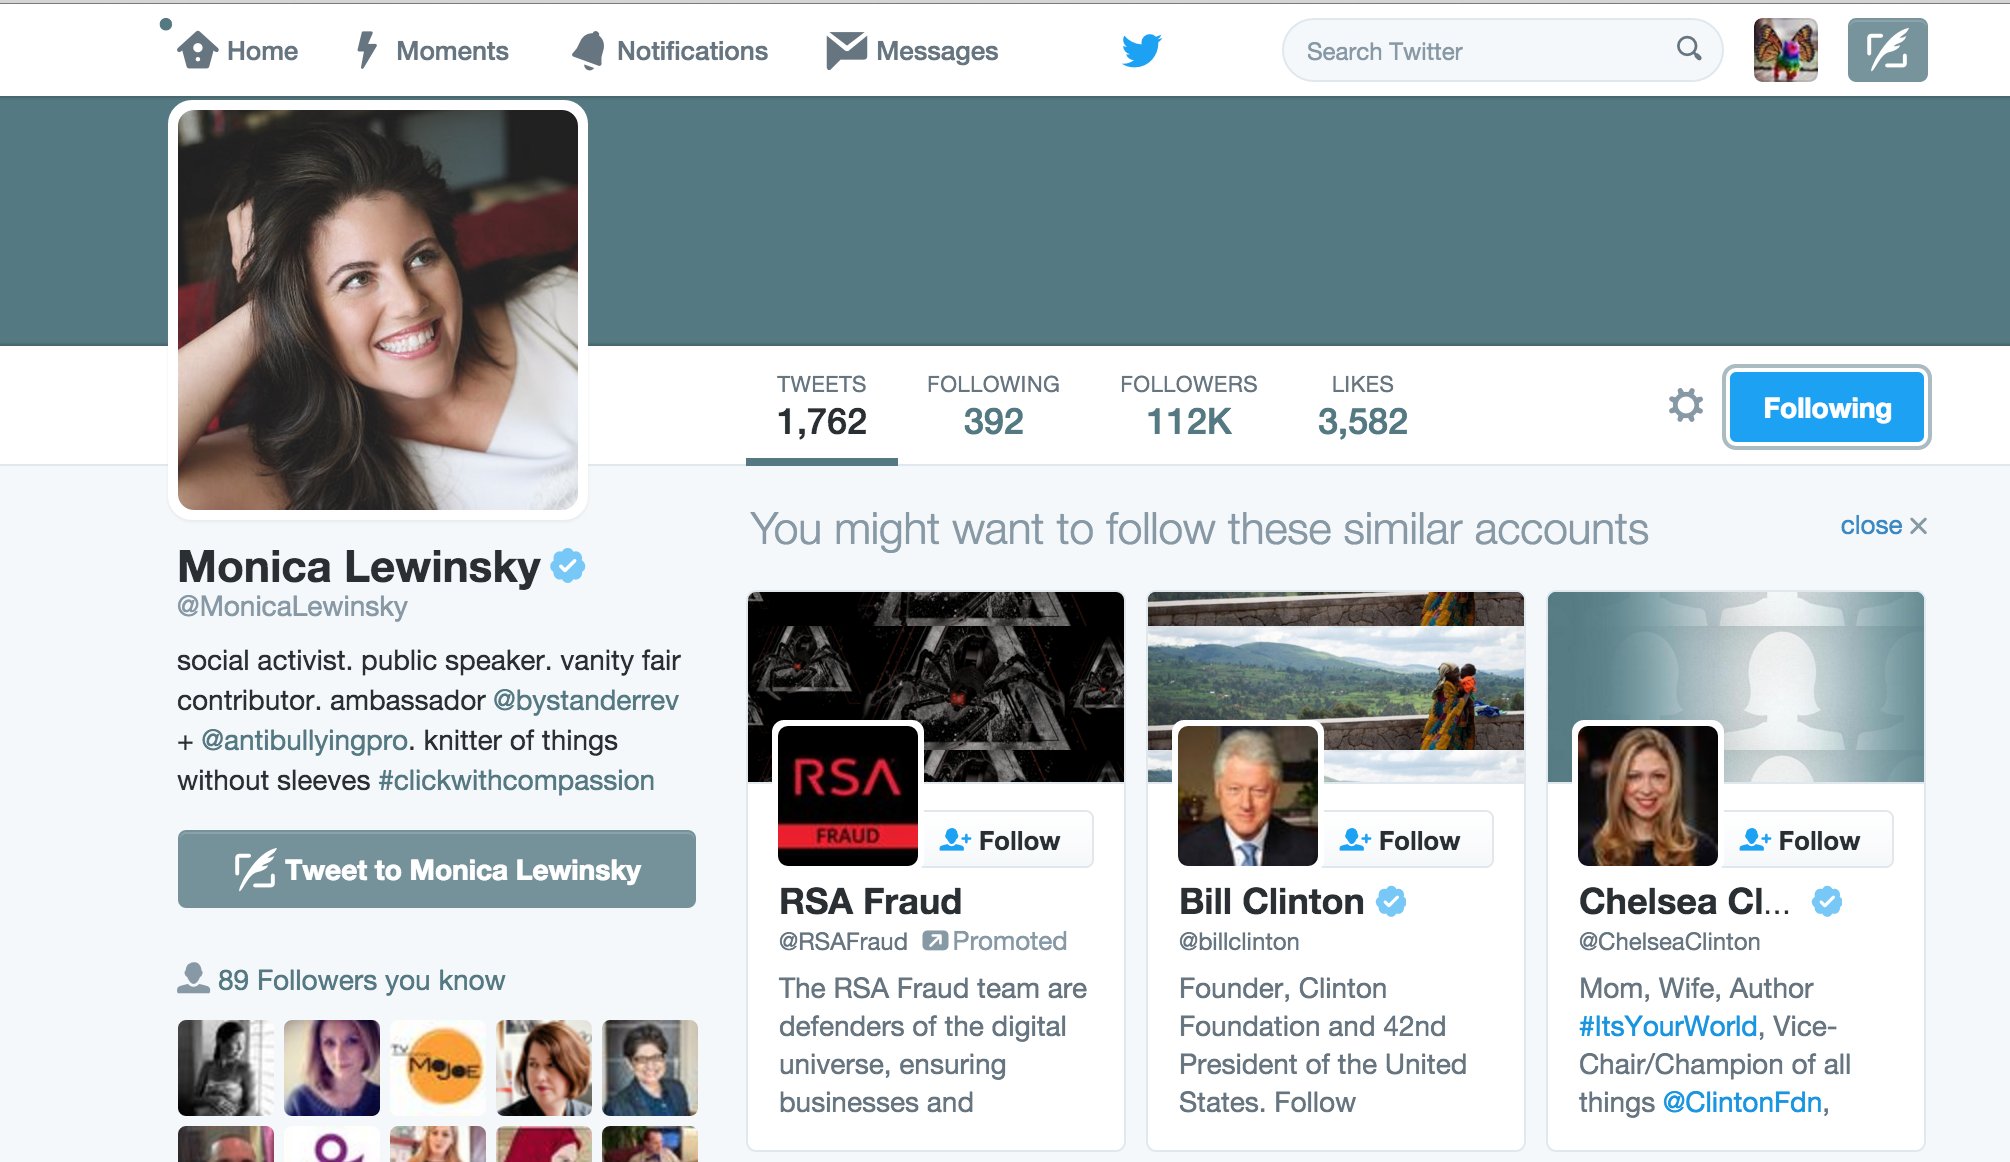 Home
Moments
Notifications
Messages
Search Twitter
TWEETS
1,762
FOLLOWING
392
FOLLOWERS
112K
LIKES
3,582
Following
Monica Lewinsky
@MonicaLewinsky
social activist. public speaker. vanity fair
contributor. ambassador @bystanderrev
+ @antibullyingpro. knitter of things
without sleeves #clickwithcompassion
Tweet to Monica Lewinsky
89 Followers you know
TV
MoJoE
You might want to follow these similar accounts
close ×
RSA
FRAUD
Follow
RSA Fraud
@RSAFraud Promoted
The RSA Fraud team are
defenders of the digital
universe, ensuring
businesses and
Follow
Bill Clinton
@billclinton
Founder, Clinton
Foundation and 42nd
President of the United
States. Follow
Follow
Chelsea Cl...
@ChelseaClinton
Mom, Wife, Author
#ItsYourWorld, Vice-
Chair/Champion of all
things @ClintonFdn,